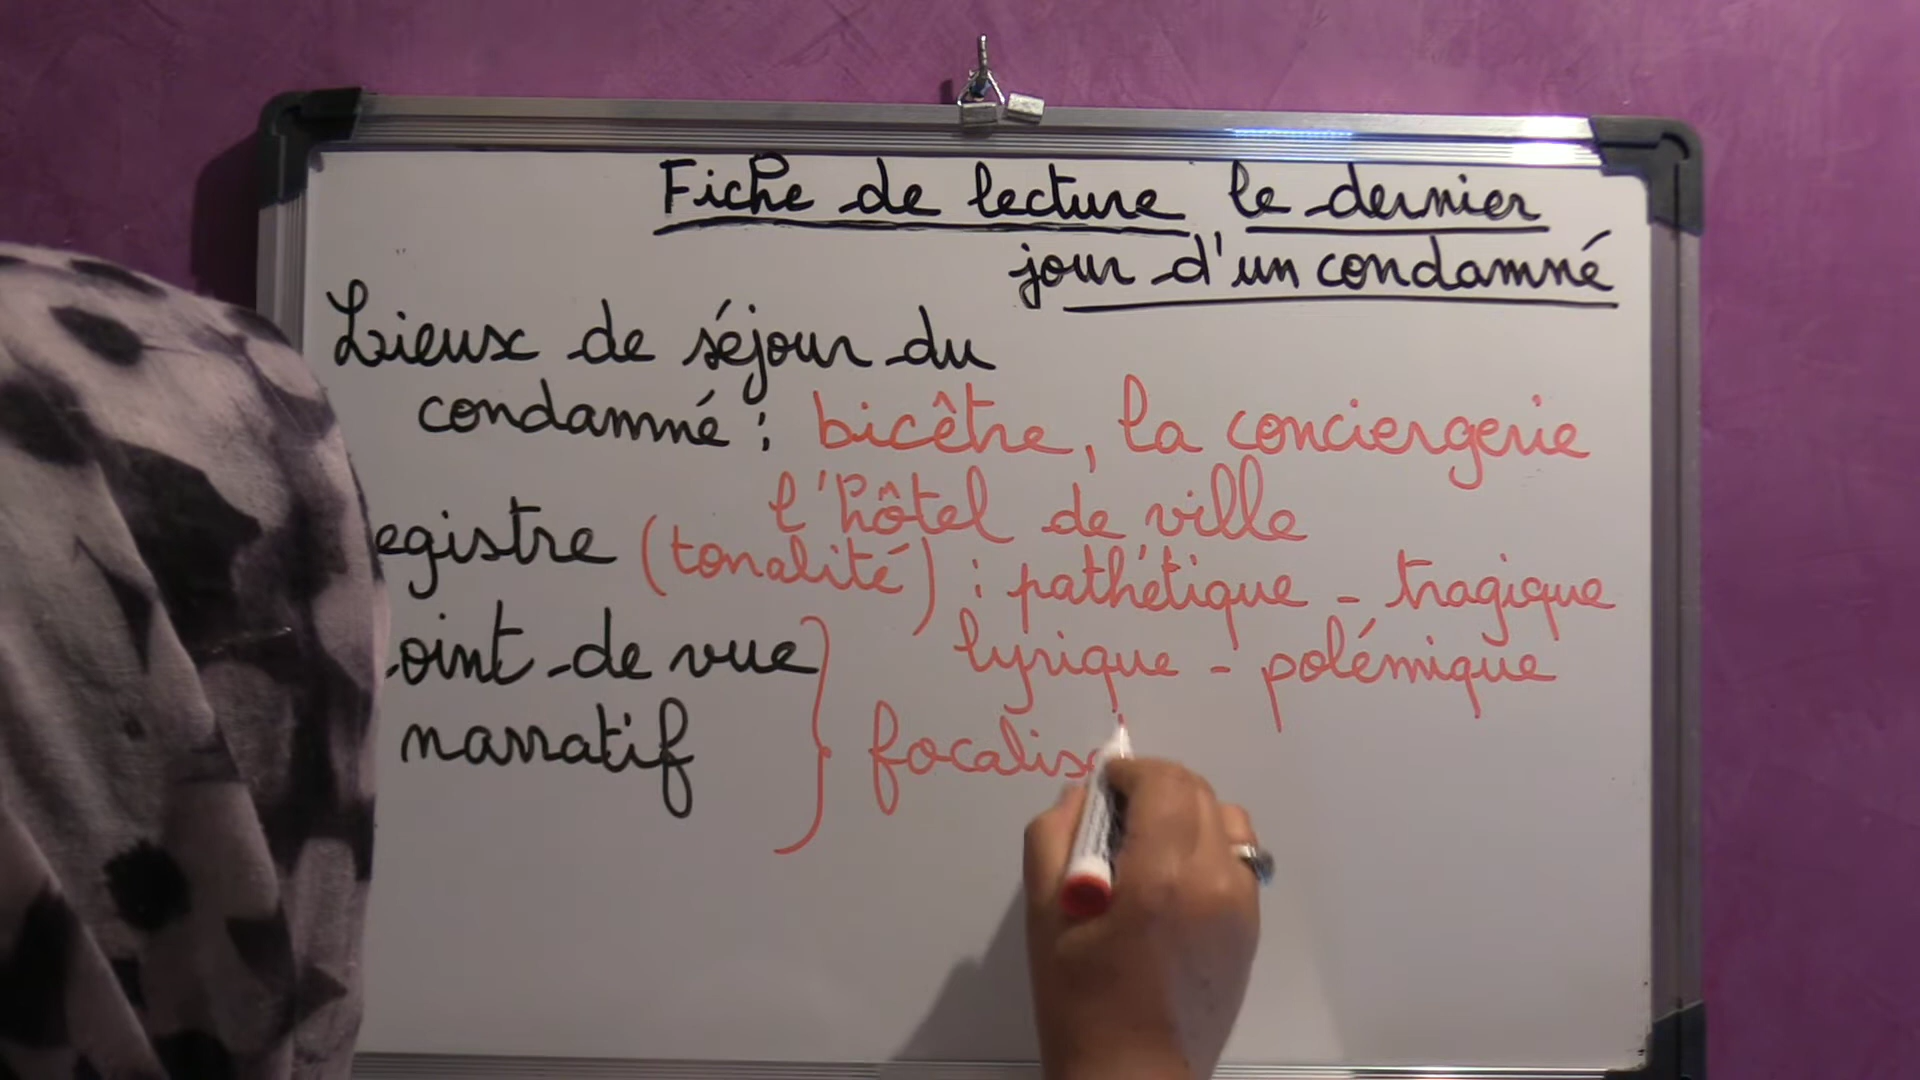 Fiche de lecture le dernier
jour d'un condamné
Lieux de séjour du
condamné : bicêtre, la conciergerie
l'hôtel de ville
egistre (tonalité) : pathétique - tragique
oint de vue } lyrique - polémique
narratif focalis